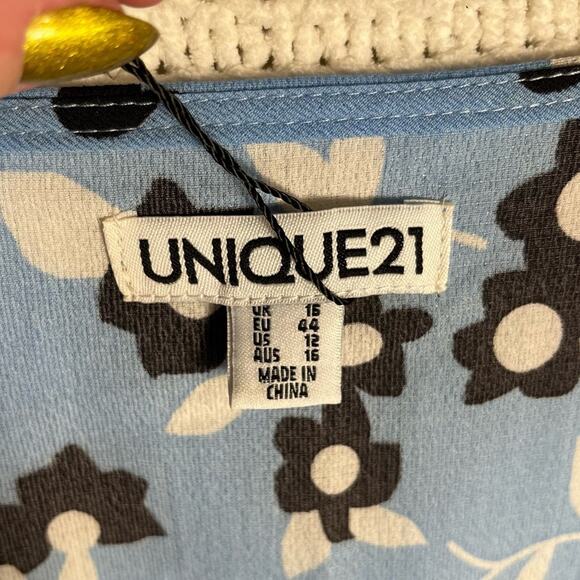 UNIQUE21
UK 16
EU 44
US 12
AUS 16
MADE IN
CHINA